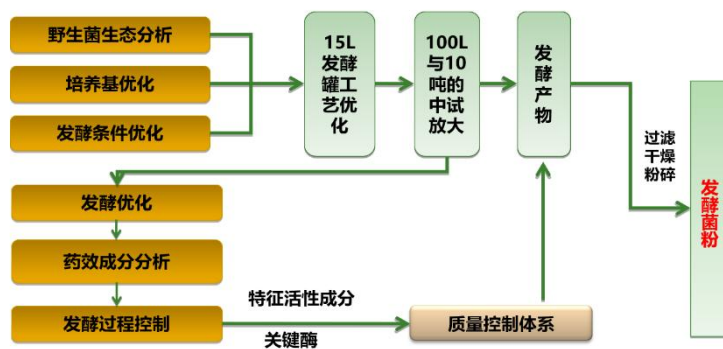 野生菌生态分析
培养基优化
发酵条件优化
15L
发酵
罐工
艺优
化
100L
与10
吨的
中试
放大
发
酵
产
物
过滤
干燥
粉碎
发
酵
菌
粉
发酵优化
药效成分分析
发酵过程控制
特征活性成分
关键酶
质量控制体系